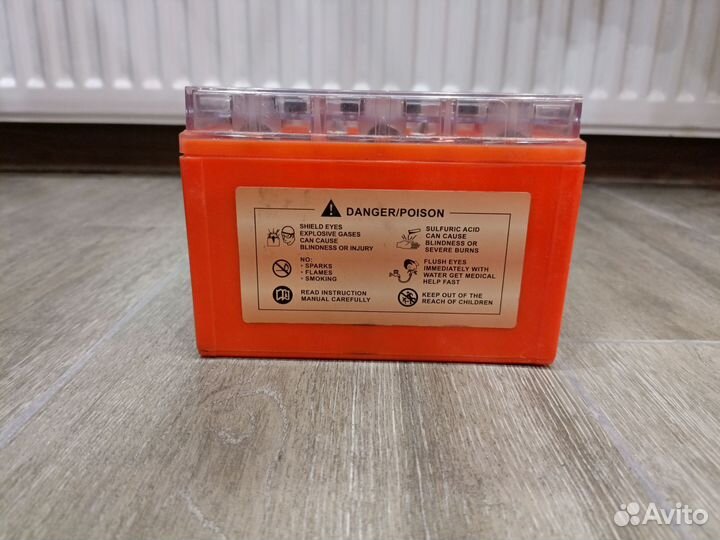 DANGER/POISON
SHIELD EYES
EXPLOSIVE GASES
CAN CAUSE
BLINDNESS OR INJURY
NO:
• SPARKS
• FLAMES
• SMOKING
READ INSTRUCTION
MANUAL CAREFULLY
SULFURIC ACID
CAN CAUSE
BLINDNESS OR
SEVERE BURNS
FLUSH EYES
IMMEDIATELY WITH
WATER GET MEDICAL
HELP FAST
KEEP OUT OF THE
REACH OF CHILDREN
Avito